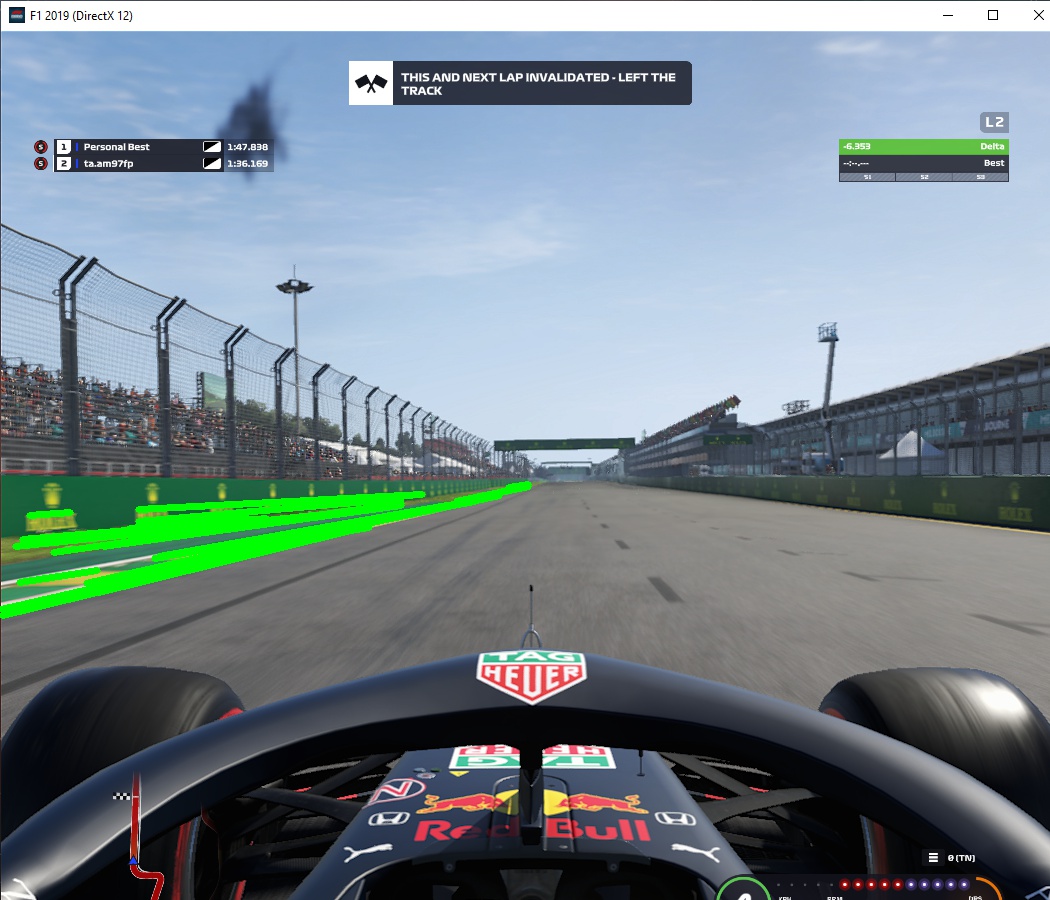 F1 2019 (DirectX 12)
THIS AND NEXT LAP INVALIDATED - LEFT THE
TRACK
L2
S 1 Personal Best 1:47.838
S 2 ta.am97fp 1:36.169
-6.353 Delta
--:--.--- Best
S1 S2 S3
ROLEX
TAG
HEUER
Red Bull
0 (TN)